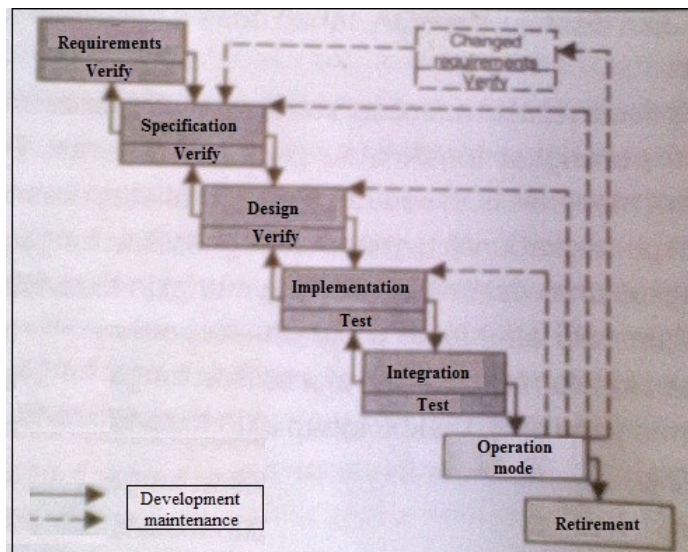 Requirements
Verify
Changed
requirements
Verify
Specification
Verify
Design
Verify
Implementation
Test
Integration
Test
Operation
mode
Development
maintenance
Retirement